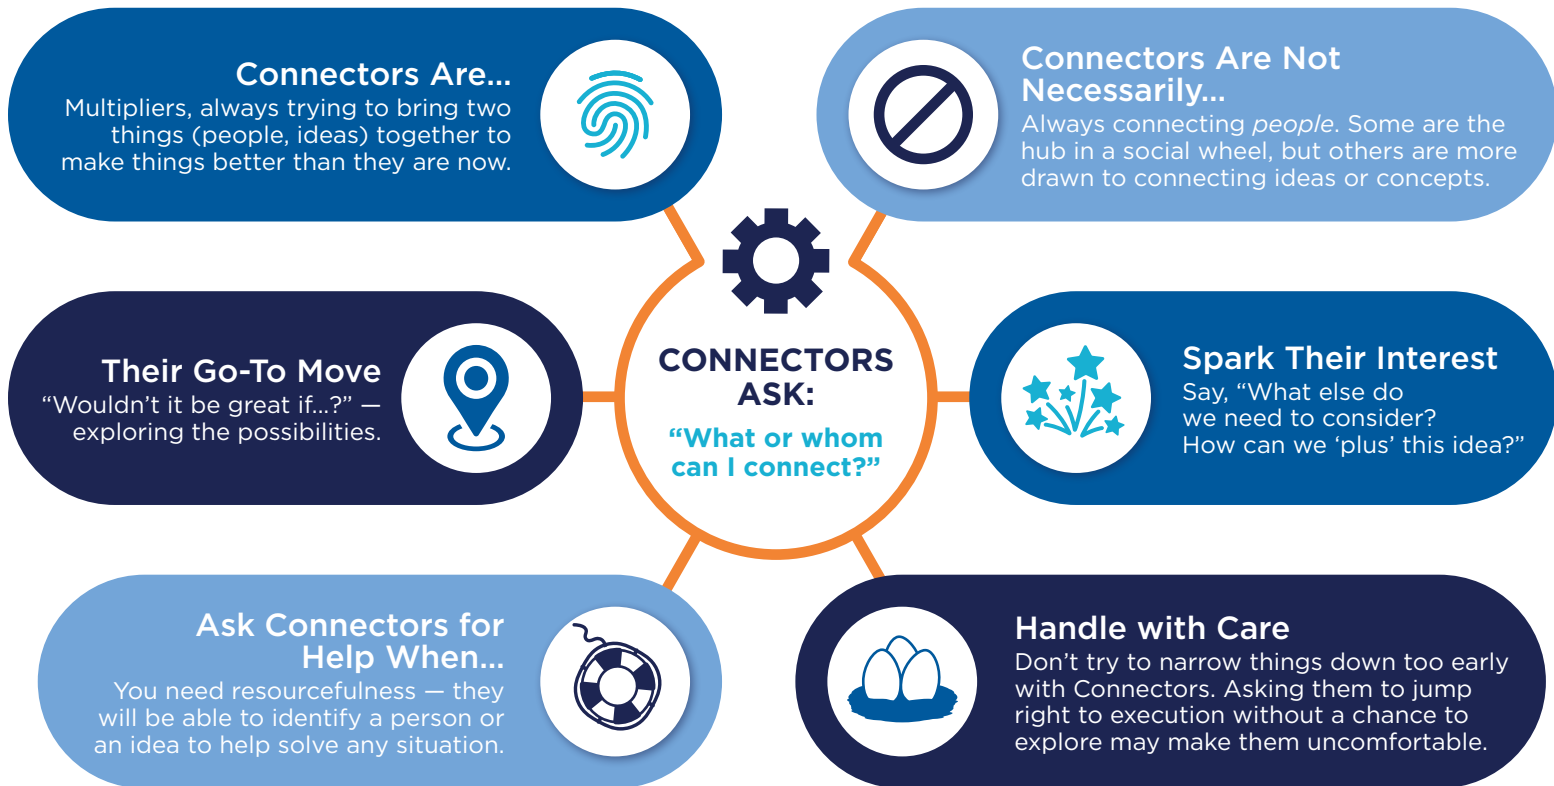 Connectors Are...
Multipliers, always trying to bring two
things (people, ideas) together to
make things better than they are now.
Connectors Are Not
Necessarily...
Always connecting people. Some are the
hub in a social wheel, but others are more
drawn to connecting ideas or concepts.
Their Go-To Move
“Wouldn’t it be great if...?” —
exploring the possibilities.
CONNECTORS
ASK:
“What or whom
can I connect?”
Spark Their Interest
Say, “What else do
we need to consider?
How can we ‘plus’ this idea?”
Ask Connectors for
Help When...
You need resourcefulness — they
will be able to identify a person or
an idea to help solve any situation.
Handle with Care
Don’t try to narrow things down too early
with Connectors. Asking them to jump
right to execution without a chance to
explore may make them uncomfortable.